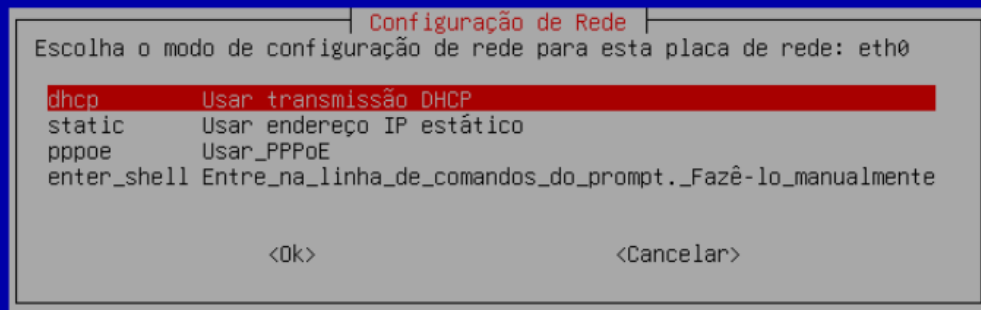 Configuração de Rede
Escolha o modo de configuração de rede para esta placa de rede: eth0
dhcp Usar transmissão DHCP
static Usar endereço IP estático
pppoe Usar_PPPoE
enter_shell Entre_na_linha_de_comandos_do_prompt._Fazê-lo_manualmente
<Ok> <Cancelar>